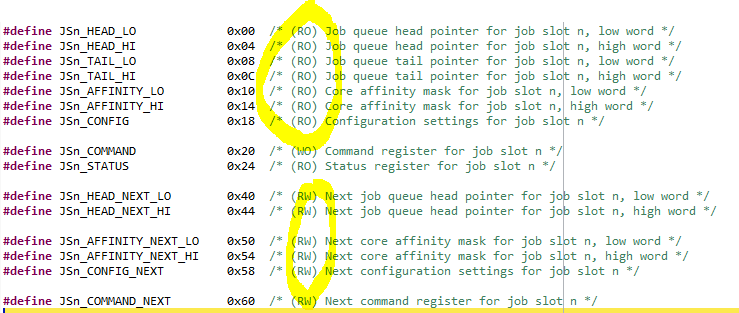 #define JSn_HEAD_LO 0x00 /* (RO) Job queue head pointer for job slot n, low word */
#define JSn_HEAD_HI 0x04 /* (RO) Job queue head pointer for job slot n, high word */
#define JSn_TAIL_LO 0x08 /* (RO) Job queue tail pointer for job slot n, low word */
#define JSn_TAIL_HI 0x0C /* (RO) Job queue tail pointer for job slot n, high word */
#define JSn_AFFINITY_LO 0x10 /* (RO) Core affinity mask for job slot n, low word */
#define JSn_AFFINITY_HI 0x14 /* (RO) Core affinity mask for job slot n, high word */
#define JSn_CONFIG 0x18 /* (RO) Configuration settings for job slot n */
#define JSn_COMMAND 0x20 /* (WO) Command register for job slot n */
#define JSn_STATUS 0x24 /* (RO) Status register for job slot n */
#define JSn_HEAD_NEXT_LO 0x40 /* (RW) Next job queue head pointer for job slot n, low word */
#define JSn_HEAD_NEXT_HI 0x44 /* (RW) Next job queue head pointer for job slot n, high word */
#define JSn_AFFINITY_NEXT_LO 0x50 /* (RW) Next core affinity mask for job slot n, low word */
#define JSn_AFFINITY_NEXT_HI 0x54 /* (RW) Next core affinity mask for job slot n, high word */
#define JSn_CONFIG_NEXT 0x58 /* (RW) Next configuration settings for job slot n */
#define JSn_COMMAND_NEXT 0x60 /* (RW) Next command register for job slot n */